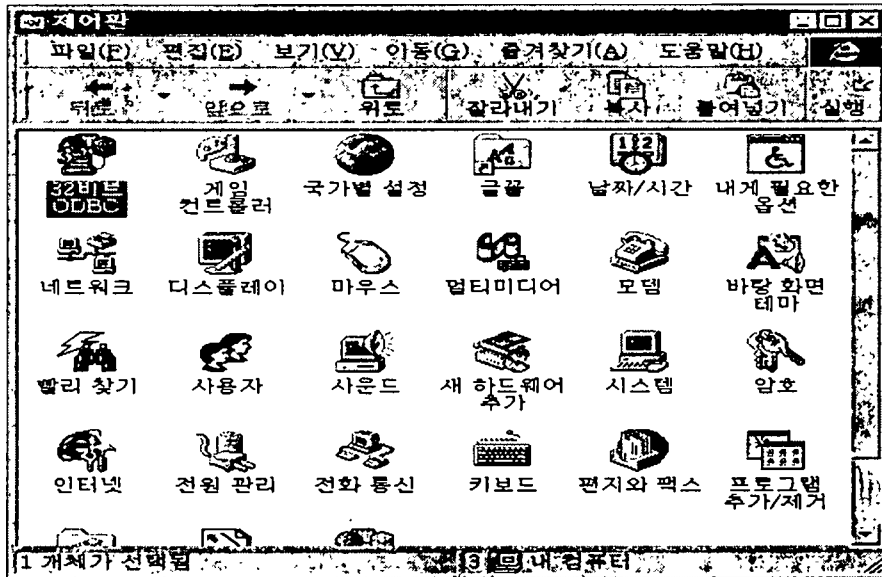 제어판
파일(F) 편집(E) 보기(V) 이동(G) 즐겨찾기(A) 도움말(H)
뒤로 앞으로 위로 잘라내기 복사 붙여넣기 실행
32비트 ODBC
게임 컨트롤러
국가별 설정
글꼴
날짜/시간
내게 필요한 옵션
네트워크
디스플레이
마우스
멀티미디어
모뎀
바탕 화면 테마
빨리 찾기
사용자
사운드
새 하드웨어 추가
시스템
암호
인터넷
전원 관리
전화 통신
키보드
편지와 팩스
프로그램 추가/제거
1 개체가 선택됨
내 컴퓨터